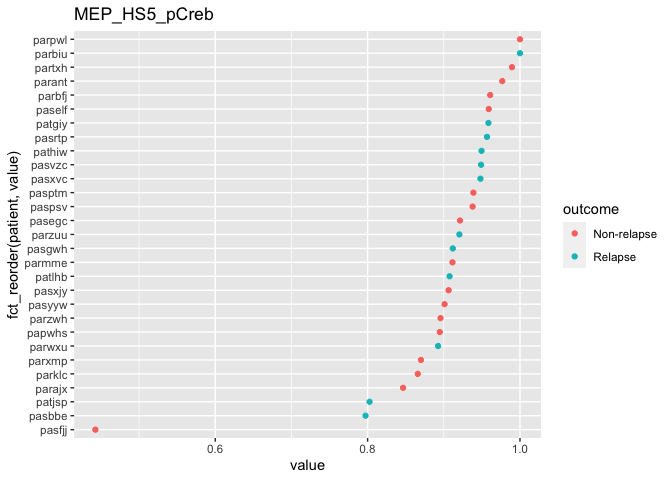 MEP_HS5_pCreb
fct_reorder(patient, value)
parpwl
parbiu
partxh
parant
parbfj
paself
patgiy
pasrtp
pathiw
pasvzc
pasxvc
pasptm
paspsv
pasegc
parzuu
pasgwh
parmme
patlhb
pasxjy
pasyyw
parzwh
papwhs
parwxu
parxmp
parklc
parajx
patjsp
pasbbe
pasfjj
0.6 0.8 1.0
value
outcome
Non-relapse
Relapse